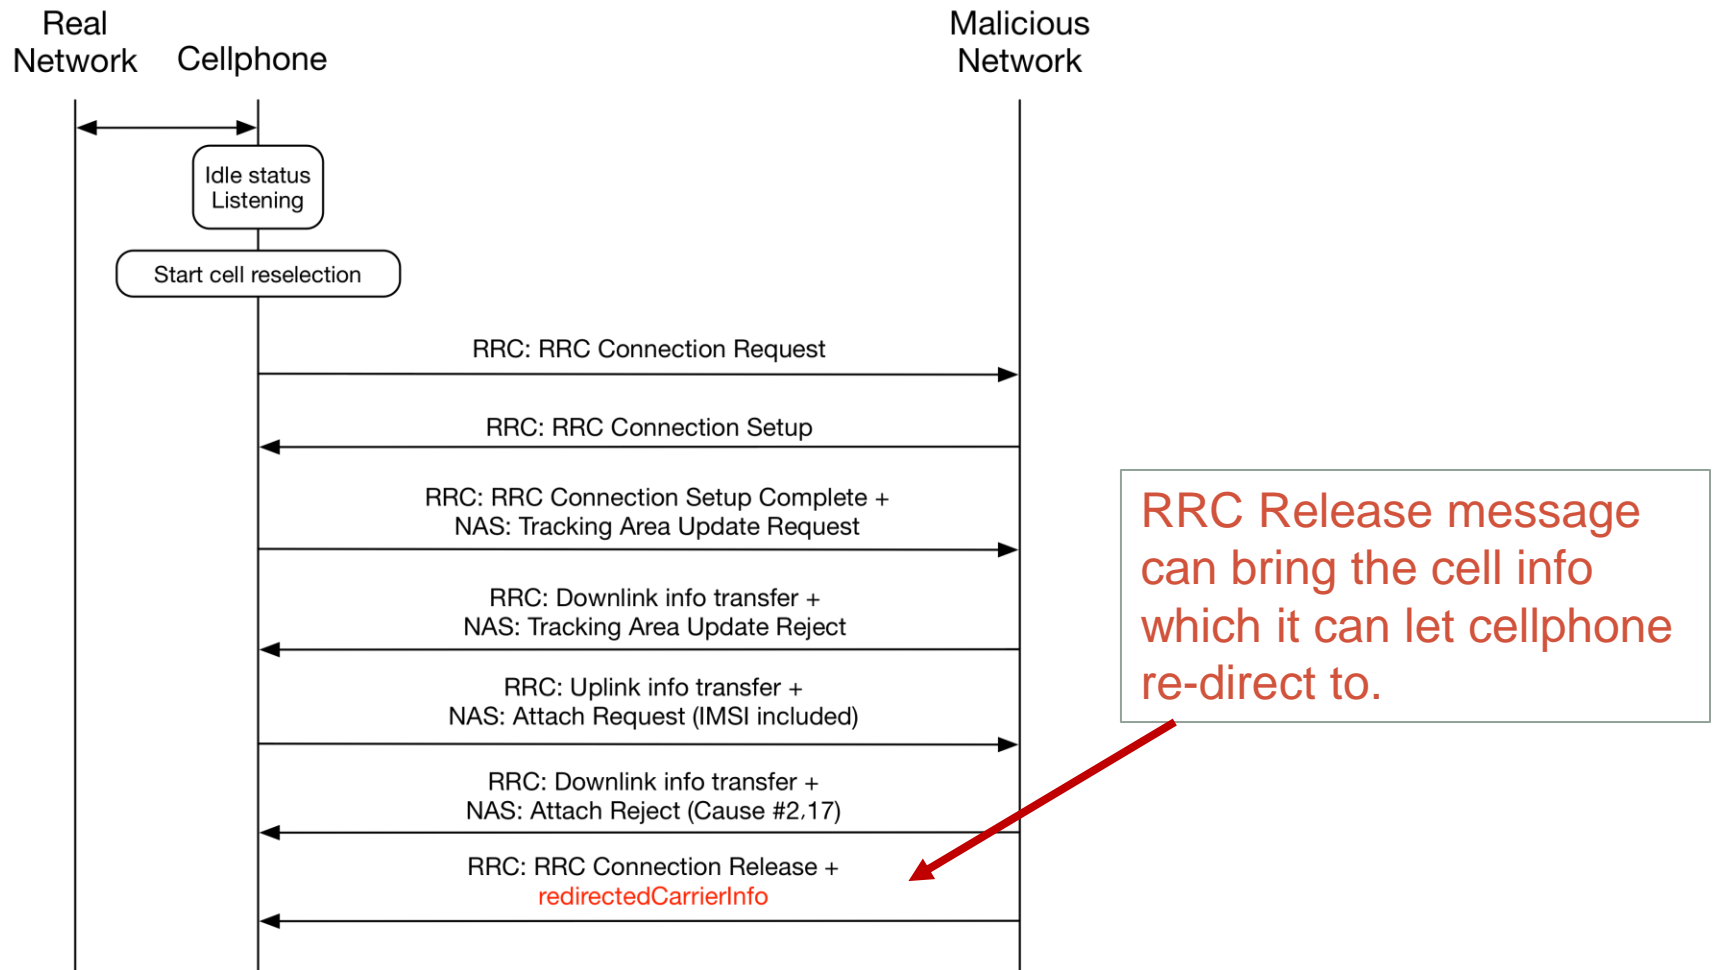 Real
Network
Cellphone
Malicious
Network
Idle status
Listening
Start cell reselection
RRC: RRC Connection Request
RRC: RRC Connection Setup
RRC: RRC Connection Setup Complete +
NAS: Tracking Area Update Request
RRC: Downlink info transfer +
NAS: Tracking Area Update Reject
RRC: Uplink info transfer +
NAS: Attach Request (IMSI included)
RRC: Downlink info transfer +
NAS: Attach Reject (Cause #2,17)
RRC: RRC Connection Release +
redirectedCarrierInfo
RRC Release message
can bring the cell info
which it can let cellphone
re-direct to.